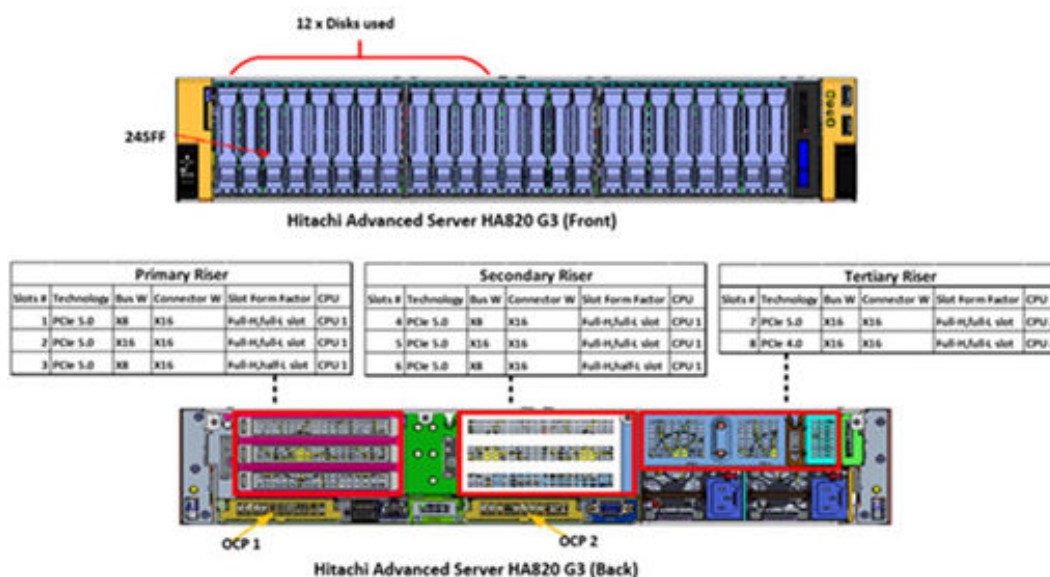 12 x Disks used
24SFF
Hitachi Advanced Server HA820 G3 (Front)
Primary Riser
Slots # Technology Bus W Connector W Slot Form Factor CPU
1 PCIe 5.0 X8 X16 Full-H,full-L slot CPU 1
2 PCIe 5.0 X16 X16 Full-H,full-L slot CPU 1
3 PCIe 5.0 X8 X16 Full-H,half-L slot CPU 1
Secondary Riser
Slots # Technology Bus W Connector W Slot Form Factor CPU
4 PCIe 5.0 X8 X16 Full-H,full-L slot CPU 1
5 PCIe 5.0 X16 X16 Full-H,full-L slot CPU 1
6 PCIe 5.0 X8 X16 Full-H,half-L slot CPU 1
Tertiary Riser
Slots # Technology Bus W Connector W Slot Form Factor CPU
7 PCIe 5.0 X16 X16 Full-H,full-L slot CPU
8 PCIe 4.0 X16 X16 Full-H,full-L slot CPU
OCP 1
OCP 2
Hitachi Advanced Server HA820 G3 (Back)